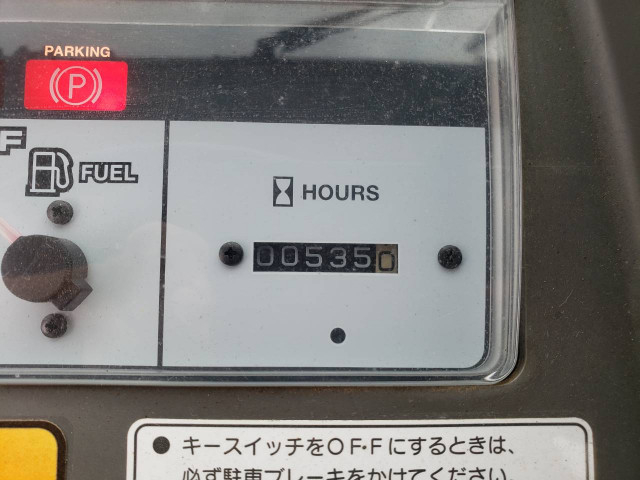 PARKING
P
F
FUEL
HOURS
005350
● キースイッチをOF・Fにするときは、
必ず駐車ブレーキをかけてください。